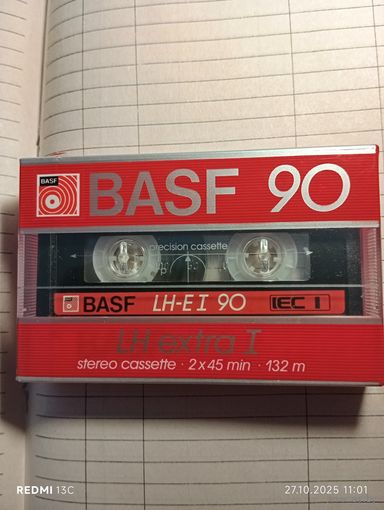 BASF
BASF 90
precision cassette
BASF LH-E I 90 IEC I
LH extra I
stereo cassette · 2 x 45 min · 132 m
REDMI 13C
27.10.2025 11:01